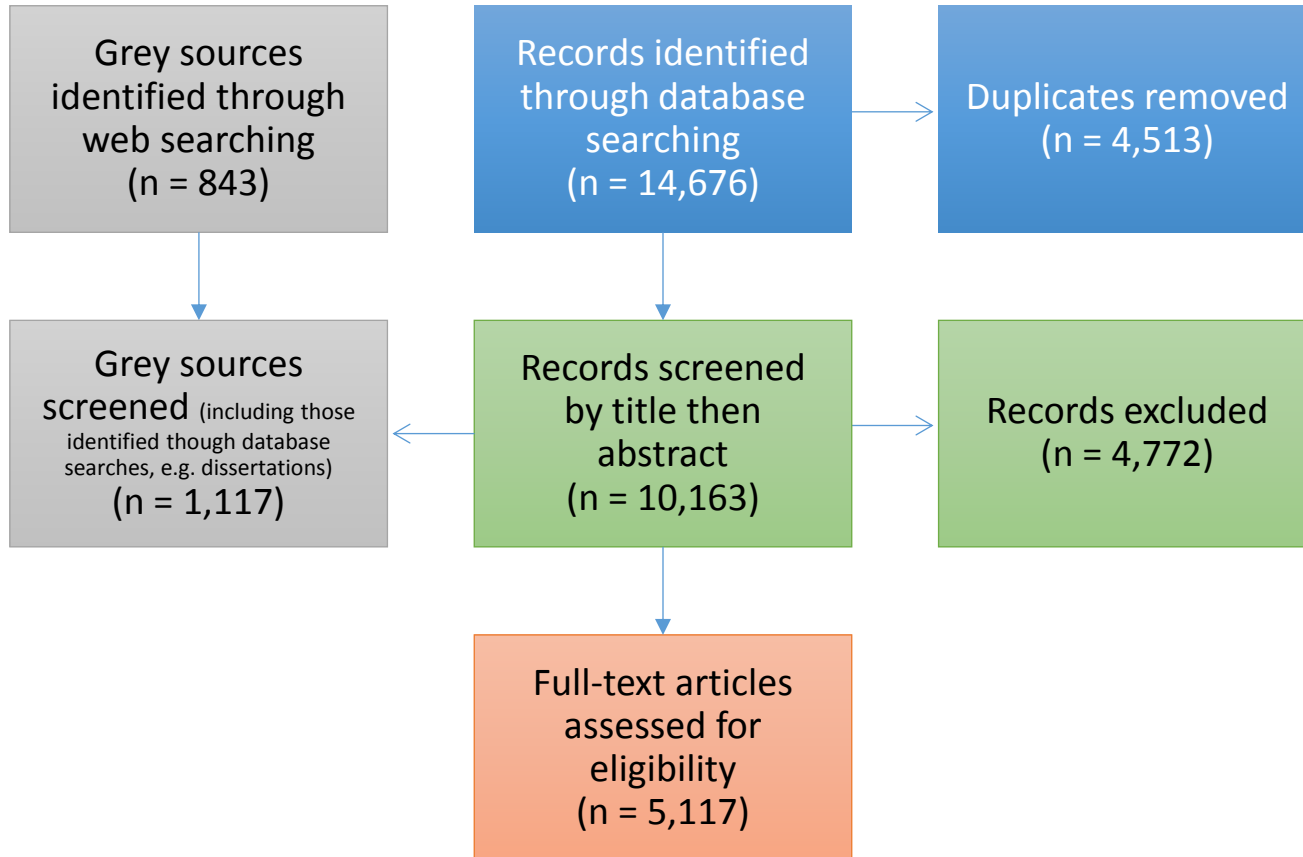 Grey sources
identified through
web searching
(n = 843)
Records identified
through database
searching
(n = 14,676)
Duplicates removed
(n = 4,513)
Grey sources
screened (including those
identified though database
searches, e.g. dissertations)
(n = 1,117)
Records screened
by title then
abstract
(n = 10,163)
Records excluded
(n = 4,772)
Full-text articles
assessed for
eligibility
(n = 5,117)